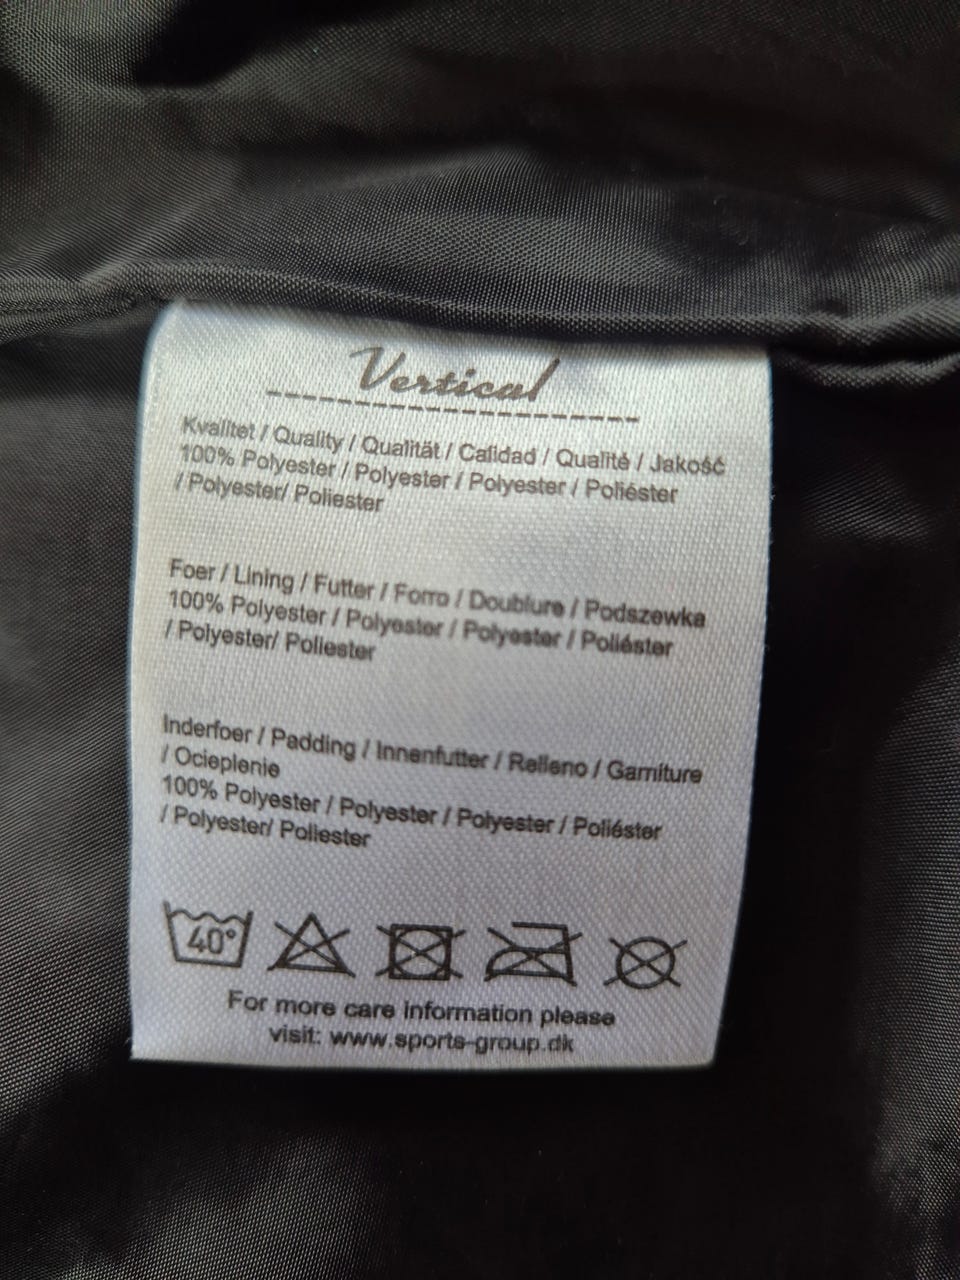 Vertical
Kvalitet / Quality / Qualität / Calidad / Qualité / Jakość
100% Polyester / Polyester / Polyester / Poliéster
/ Polyester/ Poliester
Foer / Lining / Futter / Forro / Doublure / Podszewka
100% Polyester / Polyester / Polyester / Poliéster
/ Polyester/ Poliester
Inderfoer / Padding / Innenfutter / Relleno / Garniture
/ Ocieplenie
100% Polyester / Polyester / Polyester / Poliéster
/ Polyester/ Poliester
40°
For more care information please
visit: www.sports-group.dk